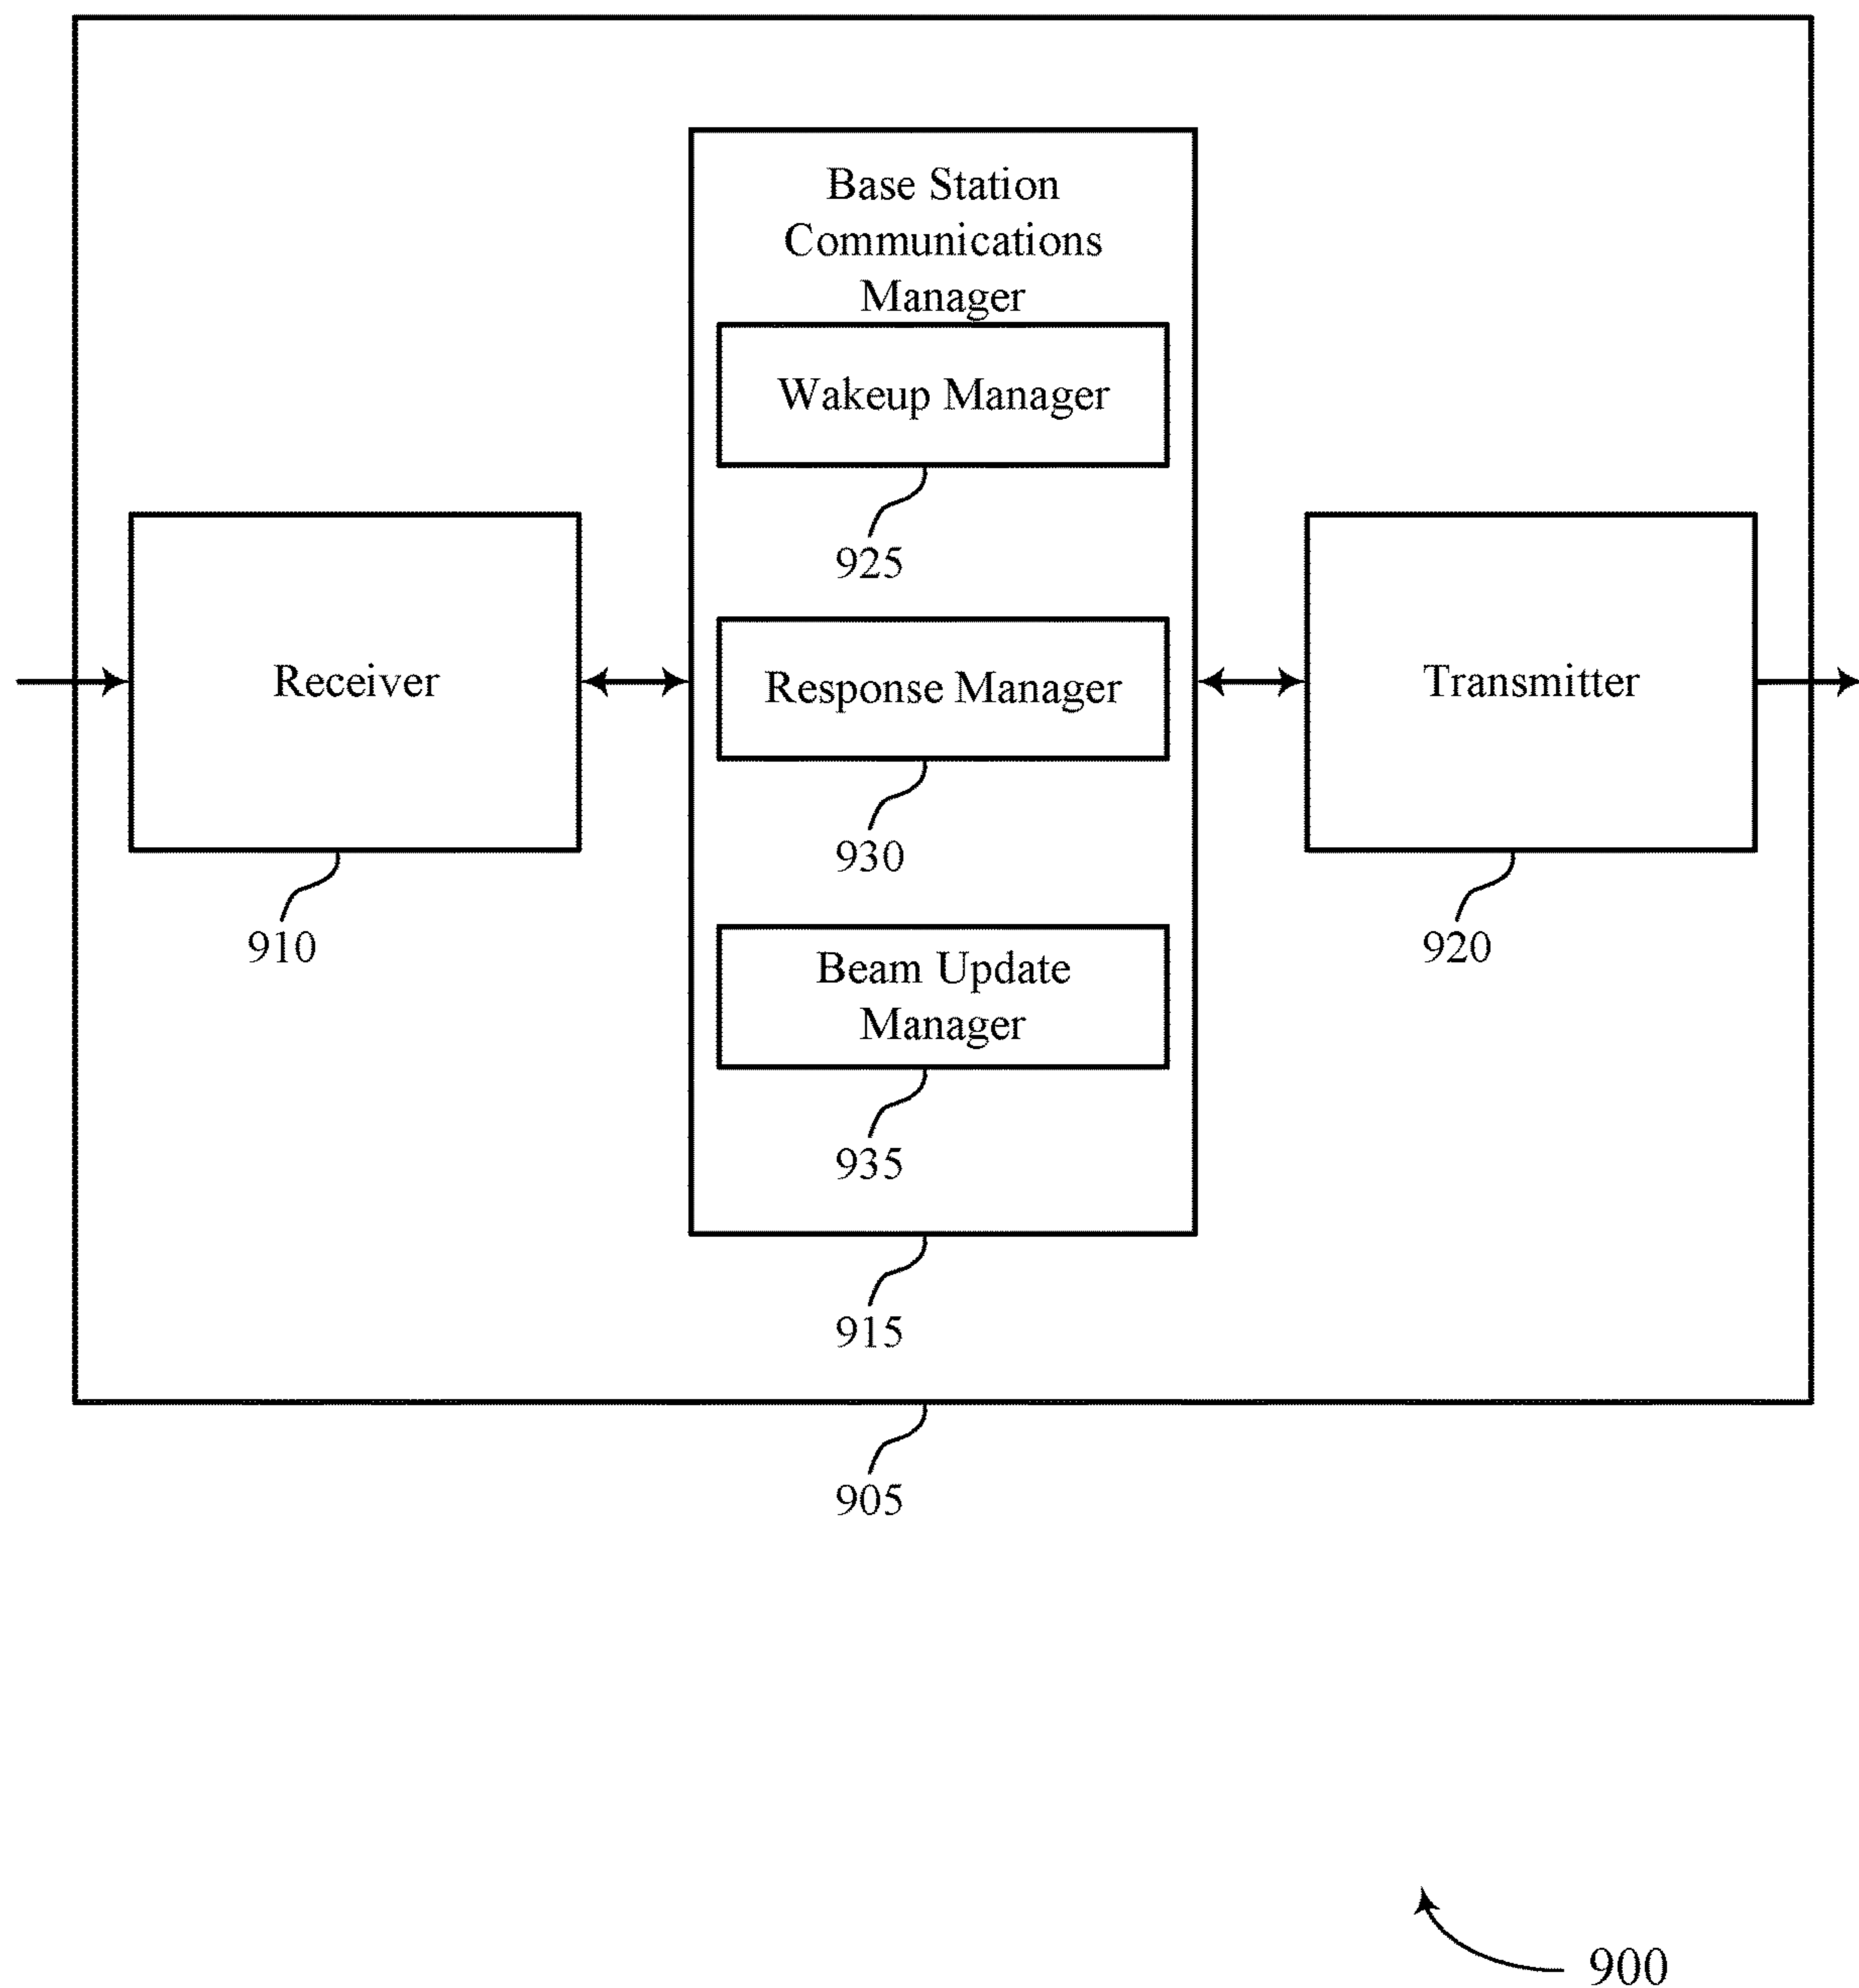 Base Station
Communications
Manager
Wakeup Manager
925
Receiver
Response Manager
Transmitter
930
910
920
Beam Update
Manager
935
915
905
900